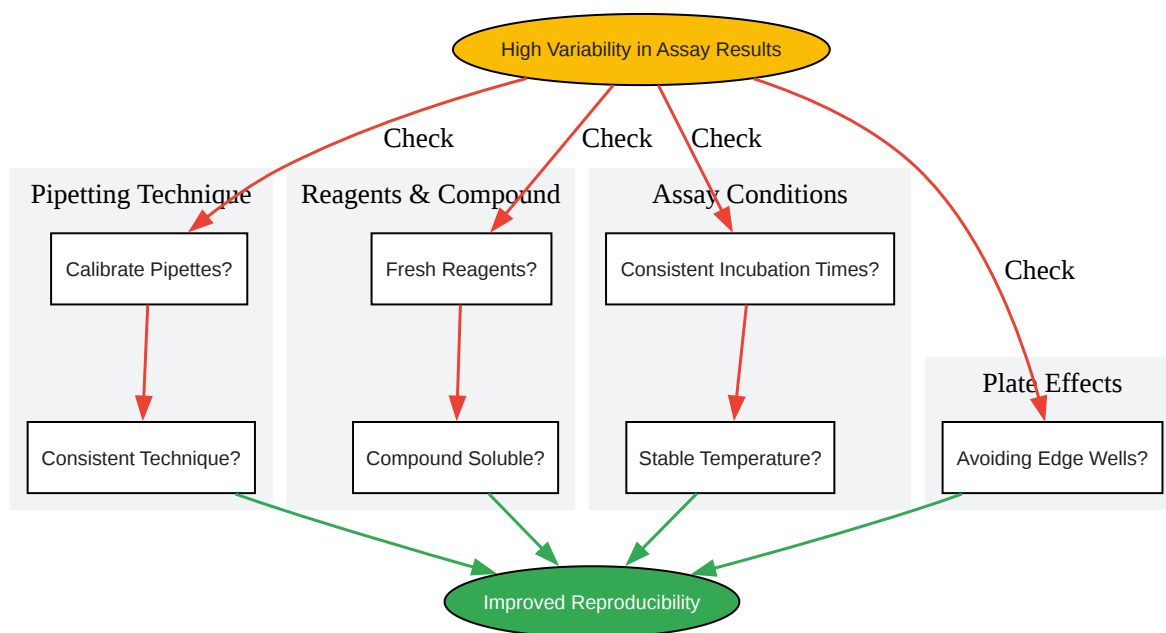 High Variability in Assay Results
Check
Check
Check
Pipetting Technique
Reagents & Compound
Assay Conditions
Calibrate Pipettes?
Fresh Reagents?
Consistent Incubation Times?
Check
Plate Effects
Consistent Technique?
Compound Soluble?
Stable Temperature?
Avoiding Edge Wells?
Improved Reproducibility